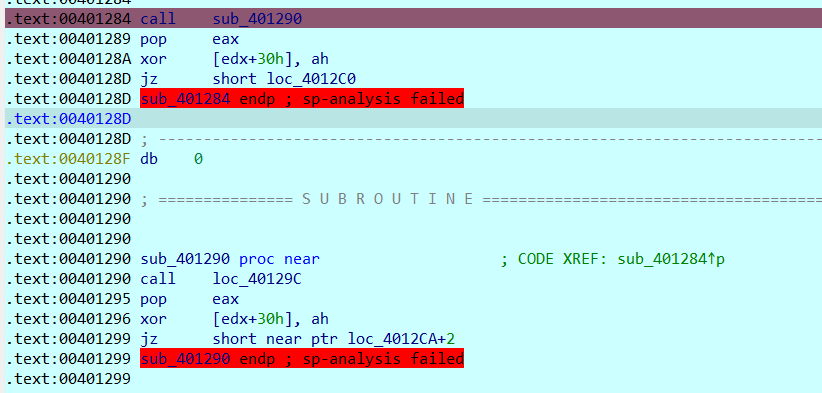 .text:00401284
.text:00401284 call    sub_401290
.text:00401289 pop     eax
.text:0040128A xor     [edx+30h], ah
.text:0040128D jz      short loc_4012C0
.text:0040128D sub_401284 endp ; sp-analysis failed
.text:0040128D
.text:0040128D ; ---------------------------------------------------------------------------
.text:0040128F db    0
.text:00401290
.text:00401290 ; =============== S U B R O U T I N E =======================================
.text:00401290
.text:00401290
.text:00401290 sub_401290 proc near                    ; CODE XREF: sub_401284↑p
.text:00401290 call    loc_40129C
.text:00401295 pop     eax
.text:00401296 xor     [edx+30h], ah
.text:00401299 jz      short near ptr loc_4012CA+2
.text:00401299 sub_401290 endp ; sp-analysis failed
.text:00401299